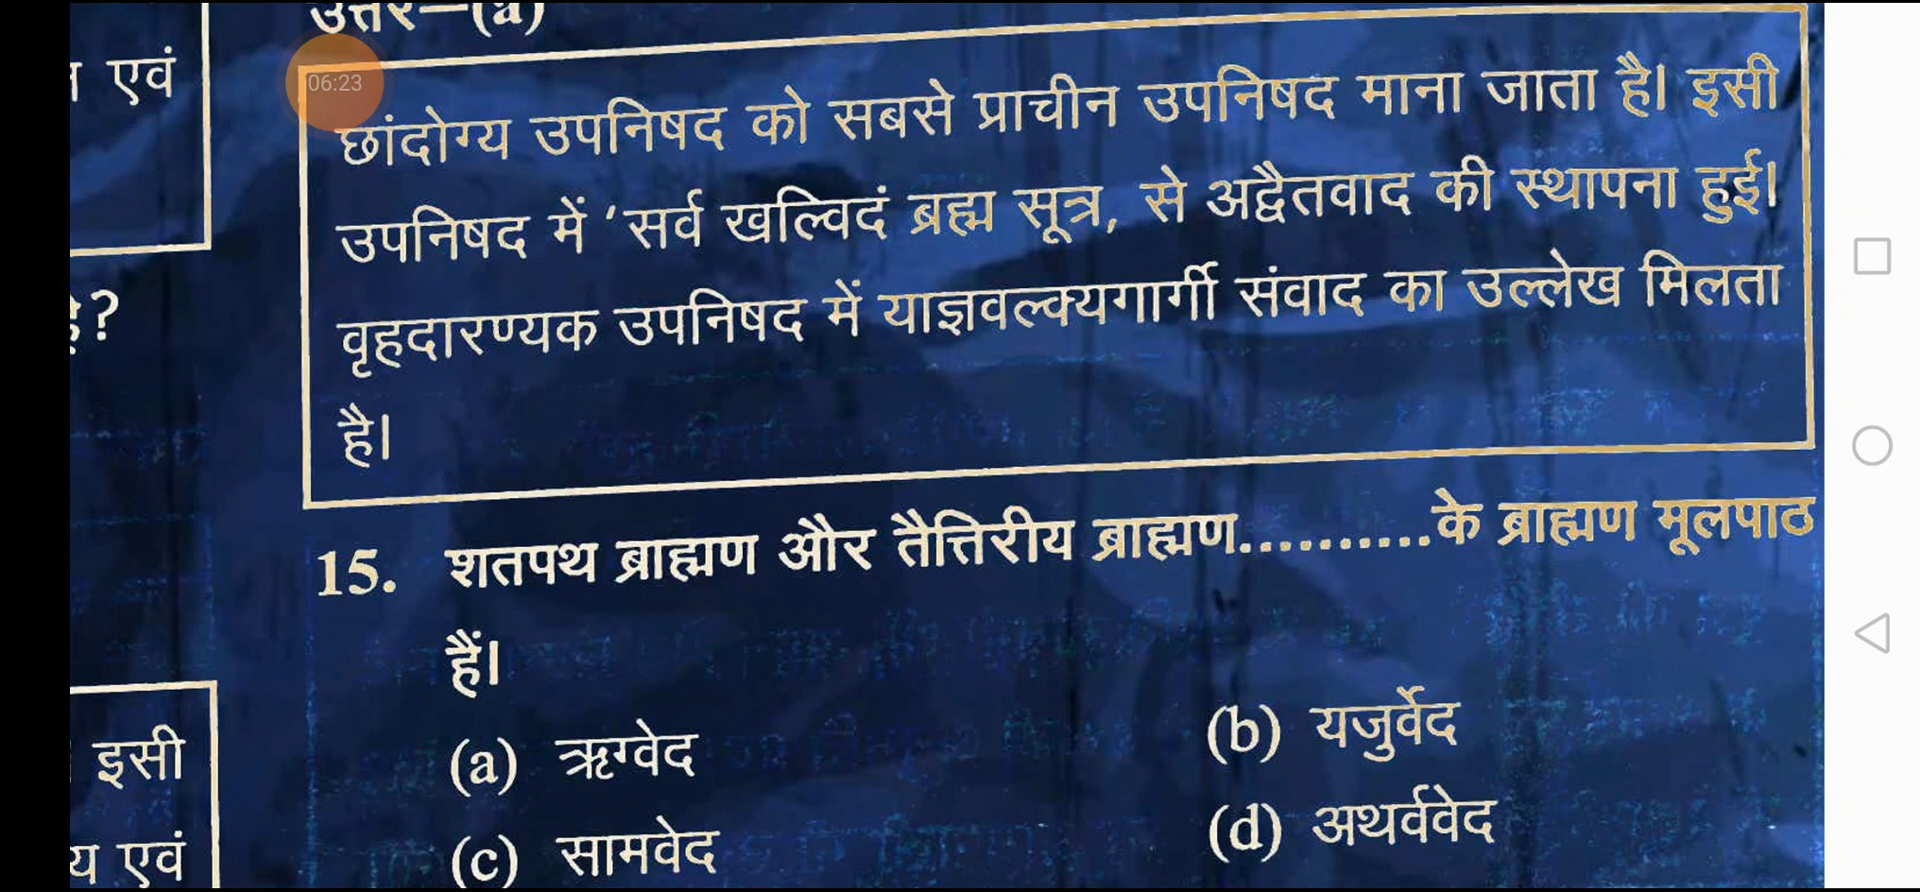 उत्तर—(a)
06:23
एवं
छांदोग्य उपनिषद को सबसे प्राचीन उपनिषद माना जाता है। इसी
उपनिषद में ‘सर्व खल्विदं ब्रह्म सूत्र, से अद्वैतवाद की स्थापना हुई।
वृहदारण्यक उपनिषद में याज्ञवल्क्यगार्गी संवाद का उल्लेख मिलता
है।
?
15. शतपथ ब्राह्मण और तैत्तिरीय ब्राह्मण..........के ब्राह्मण मूलपाठ
हैं।
(a) ऋग्वेद (b) यजुर्वेद
(c) सामवेद (d) अथर्ववेद
इसी
एवं